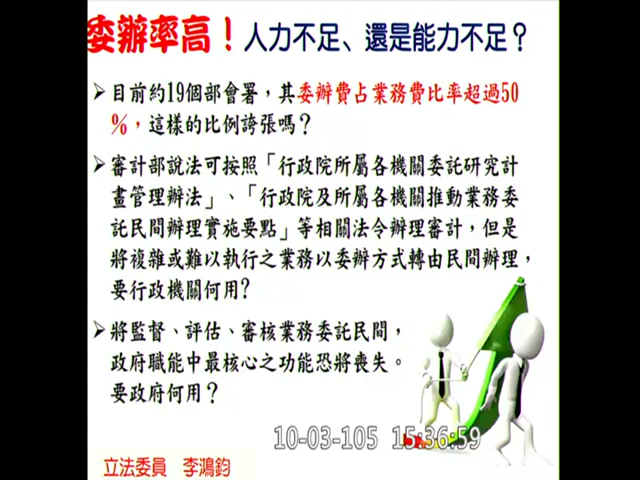 委辦率高！人力不足、還是能力不足？
目前約19個部會署，其委辦費占業務費比率超過50
%，這樣的比例誇張嗎？
審計部說法可按照「行政院所屬各機關委託研究計
畫管理辦法」、「行政院及所屬各機關推動業務委
託民間辦理實施要點」等相關法令辦理審計，但是
將複雜或難以執行之業務以委辦方式轉由民間辦理，
要行政機關何用？
將監督、評估、審核業務委託民間，
政府職能中最核心之功能恐將喪失。
要政府何用？
10-03-105 15:36:59
立法委員 李鴻鈞